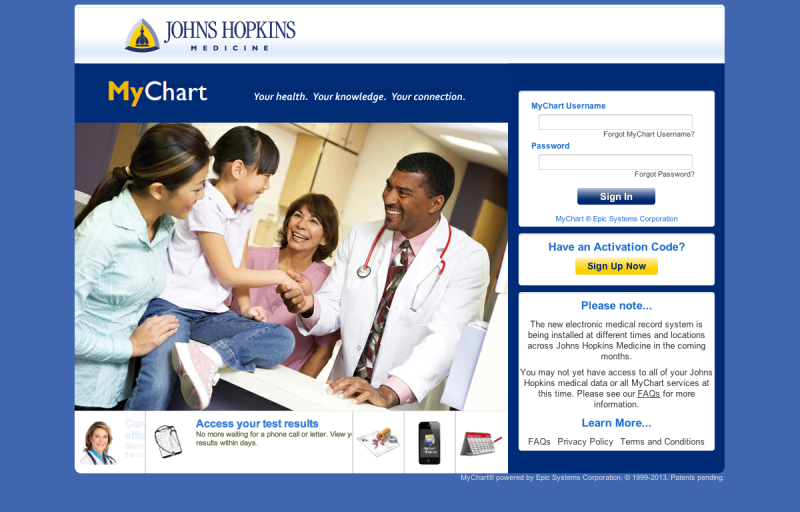 JOHNS HOPKINS
MEDICINE
MyChart
Your health. Your knowledge. Your connection.
MyChart Username
Forgot MyChart Username?
Password
Forgot Password?
Sign In
MyChart ® Epic Systems Corporation
Have an Activation Code?
Sign Up Now
Please note...
The new electronic medical record system is
being installed at different times and locations
across Johns Hopkins Medicine in the coming
months.
You may not yet have access to all of your Johns
Hopkins medical data or all MyChart services at
this time. Please see our FAQs for more
information.
Learn More...
FAQs Privacy Policy Terms and Conditions
Access your test results
No more waiting for a phone call or letter. View
results within days.
MyChart® powered by Epic Systems Corporation, © 1999-2013. Patents pending.